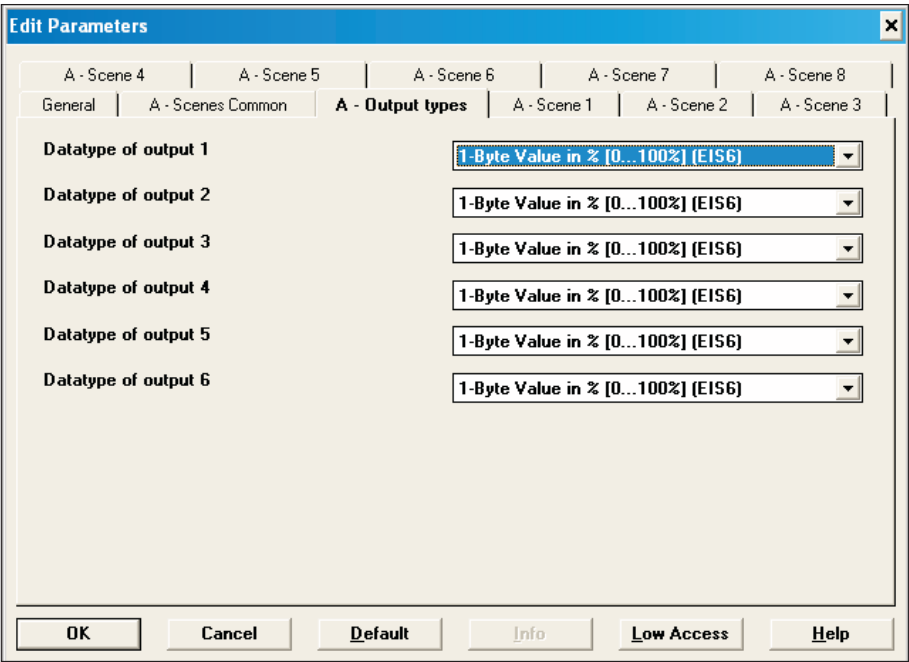 Edit Parameters
A - Scene 4 A - Scene 5 A - Scene 6 A - Scene 7 A - Scene 8
General A - Scenes Common A - Output types A - Scene 1 A - Scene 2 A - Scene 3
Datatype of output 1 1-Byte Value in % [0...100%] (EIS6)
Datatype of output 2 1-Byte Value in % [0...100%] (EIS6)
Datatype of output 3 1-Byte Value in % [0...100%] (EIS6)
Datatype of output 4 1-Byte Value in % [0...100%] (EIS6)
Datatype of output 5 1-Byte Value in % [0...100%] (EIS6)
Datatype of output 6 1-Byte Value in % [0...100%] (EIS6)
OK Cancel Default Info Low Access Help